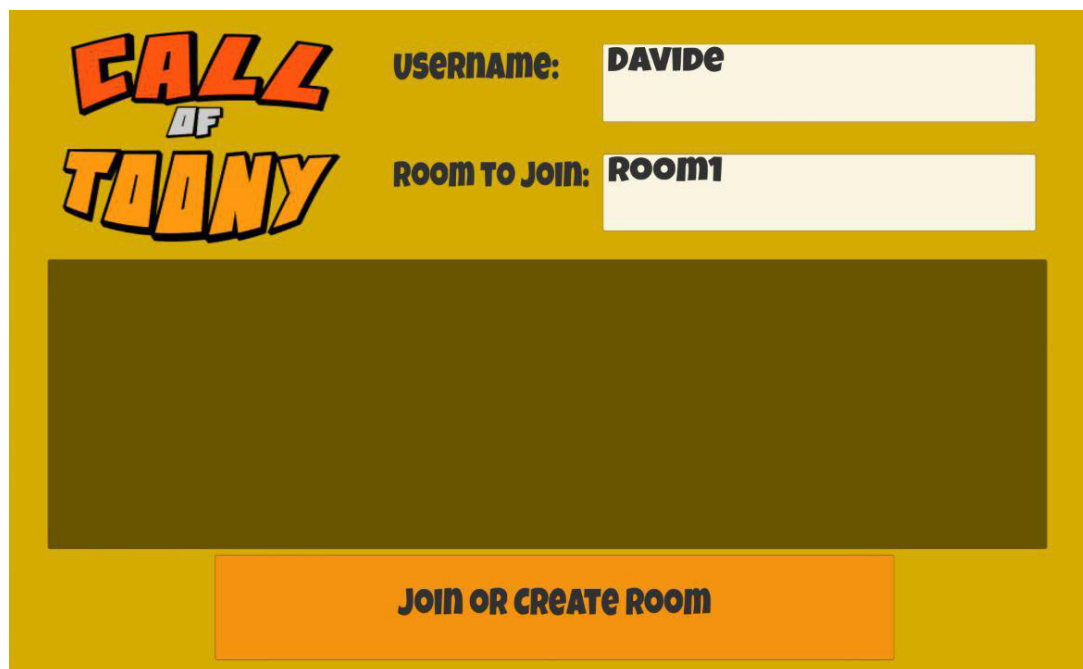 CALL
OF
TOONY
Username: Davide
Room to join: Room1
Join or create room